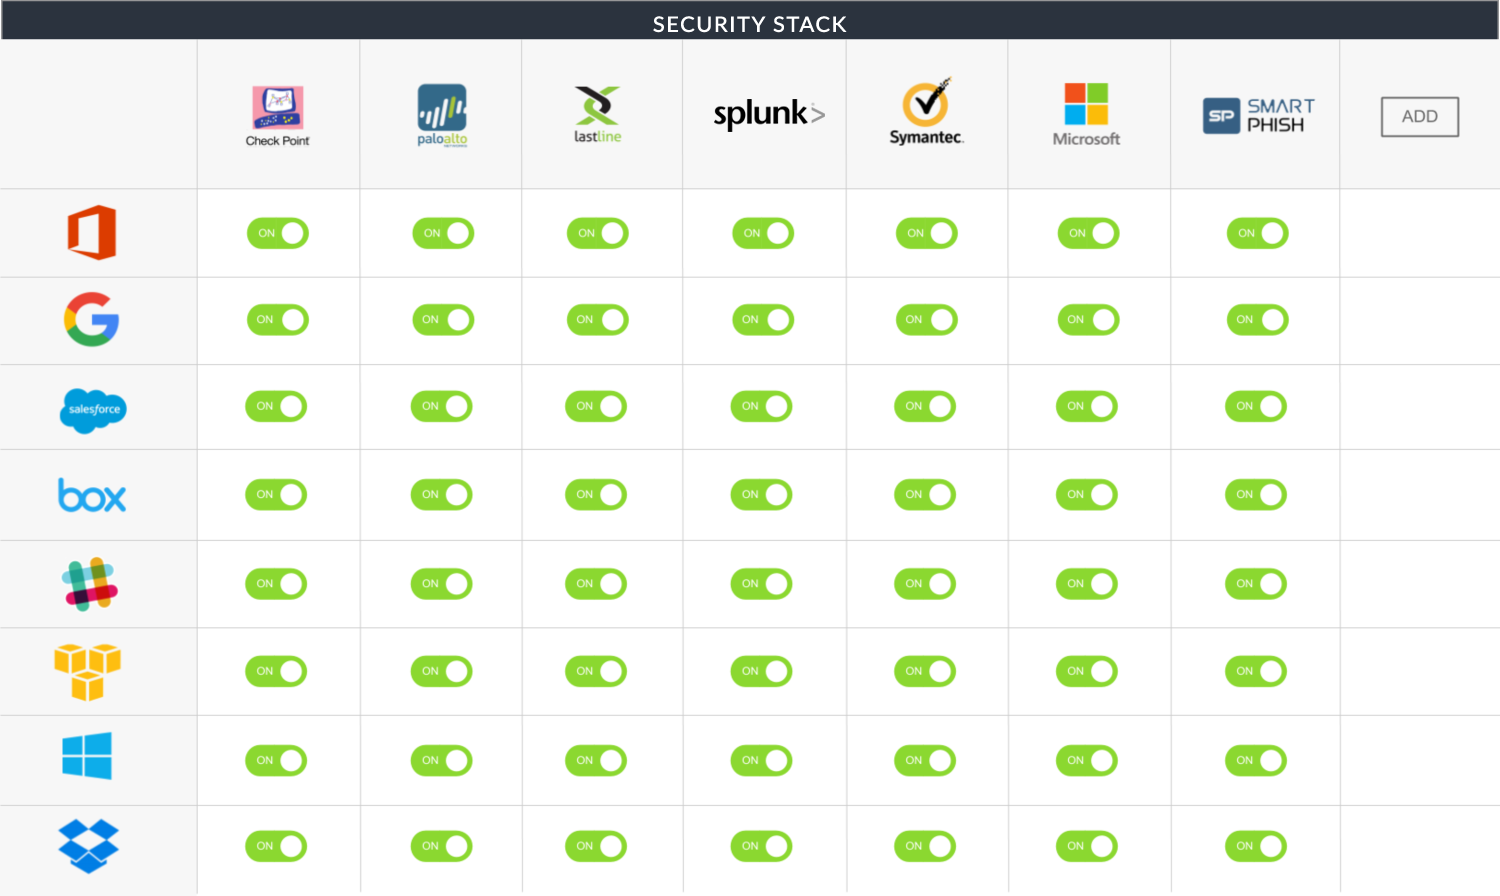 SECURITY STACK
Check Point
paloalto
NETWORKS
lastline
splunk>
Symantec.
Microsoft
SP SMART PHISH
ADD
ON ON ON ON ON ON ON
ON ON ON ON ON ON ON
salesforce ON ON ON ON ON ON ON
box ON ON ON ON ON ON ON
ON ON ON ON ON ON ON
ON ON ON ON ON ON ON
ON ON ON ON ON ON ON
ON ON ON ON ON ON ON